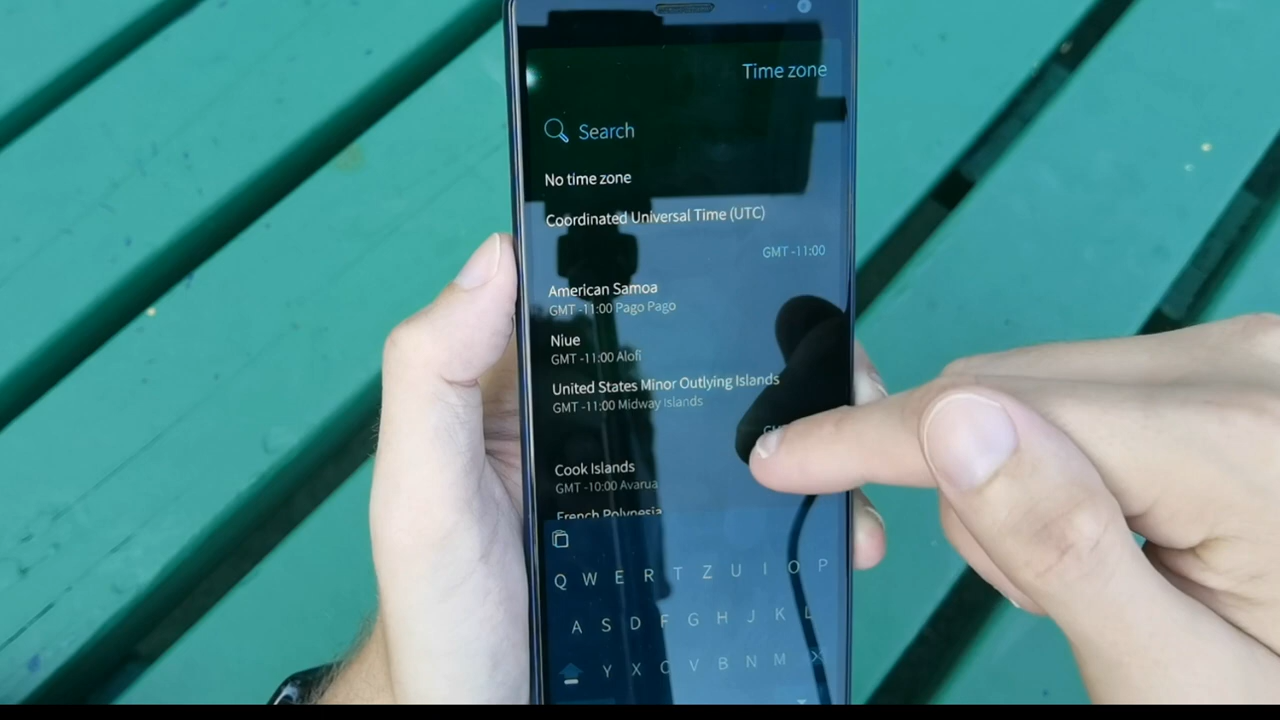 Time zone
Search
No time zone
Coordinated Universal Time (UTC)
GMT -11:00
American Samoa
GMT -11:00 Pago Pago
Niue
GMT -11:00 Alofi
United States Minor Outlying Islands
GMT -11:00 Midway Islands
Cook Islands
GMT -10:00 Avarua
French Polynesia
Q W E R T Z U I O P
A S D F G H J K L
Y X C V B N M